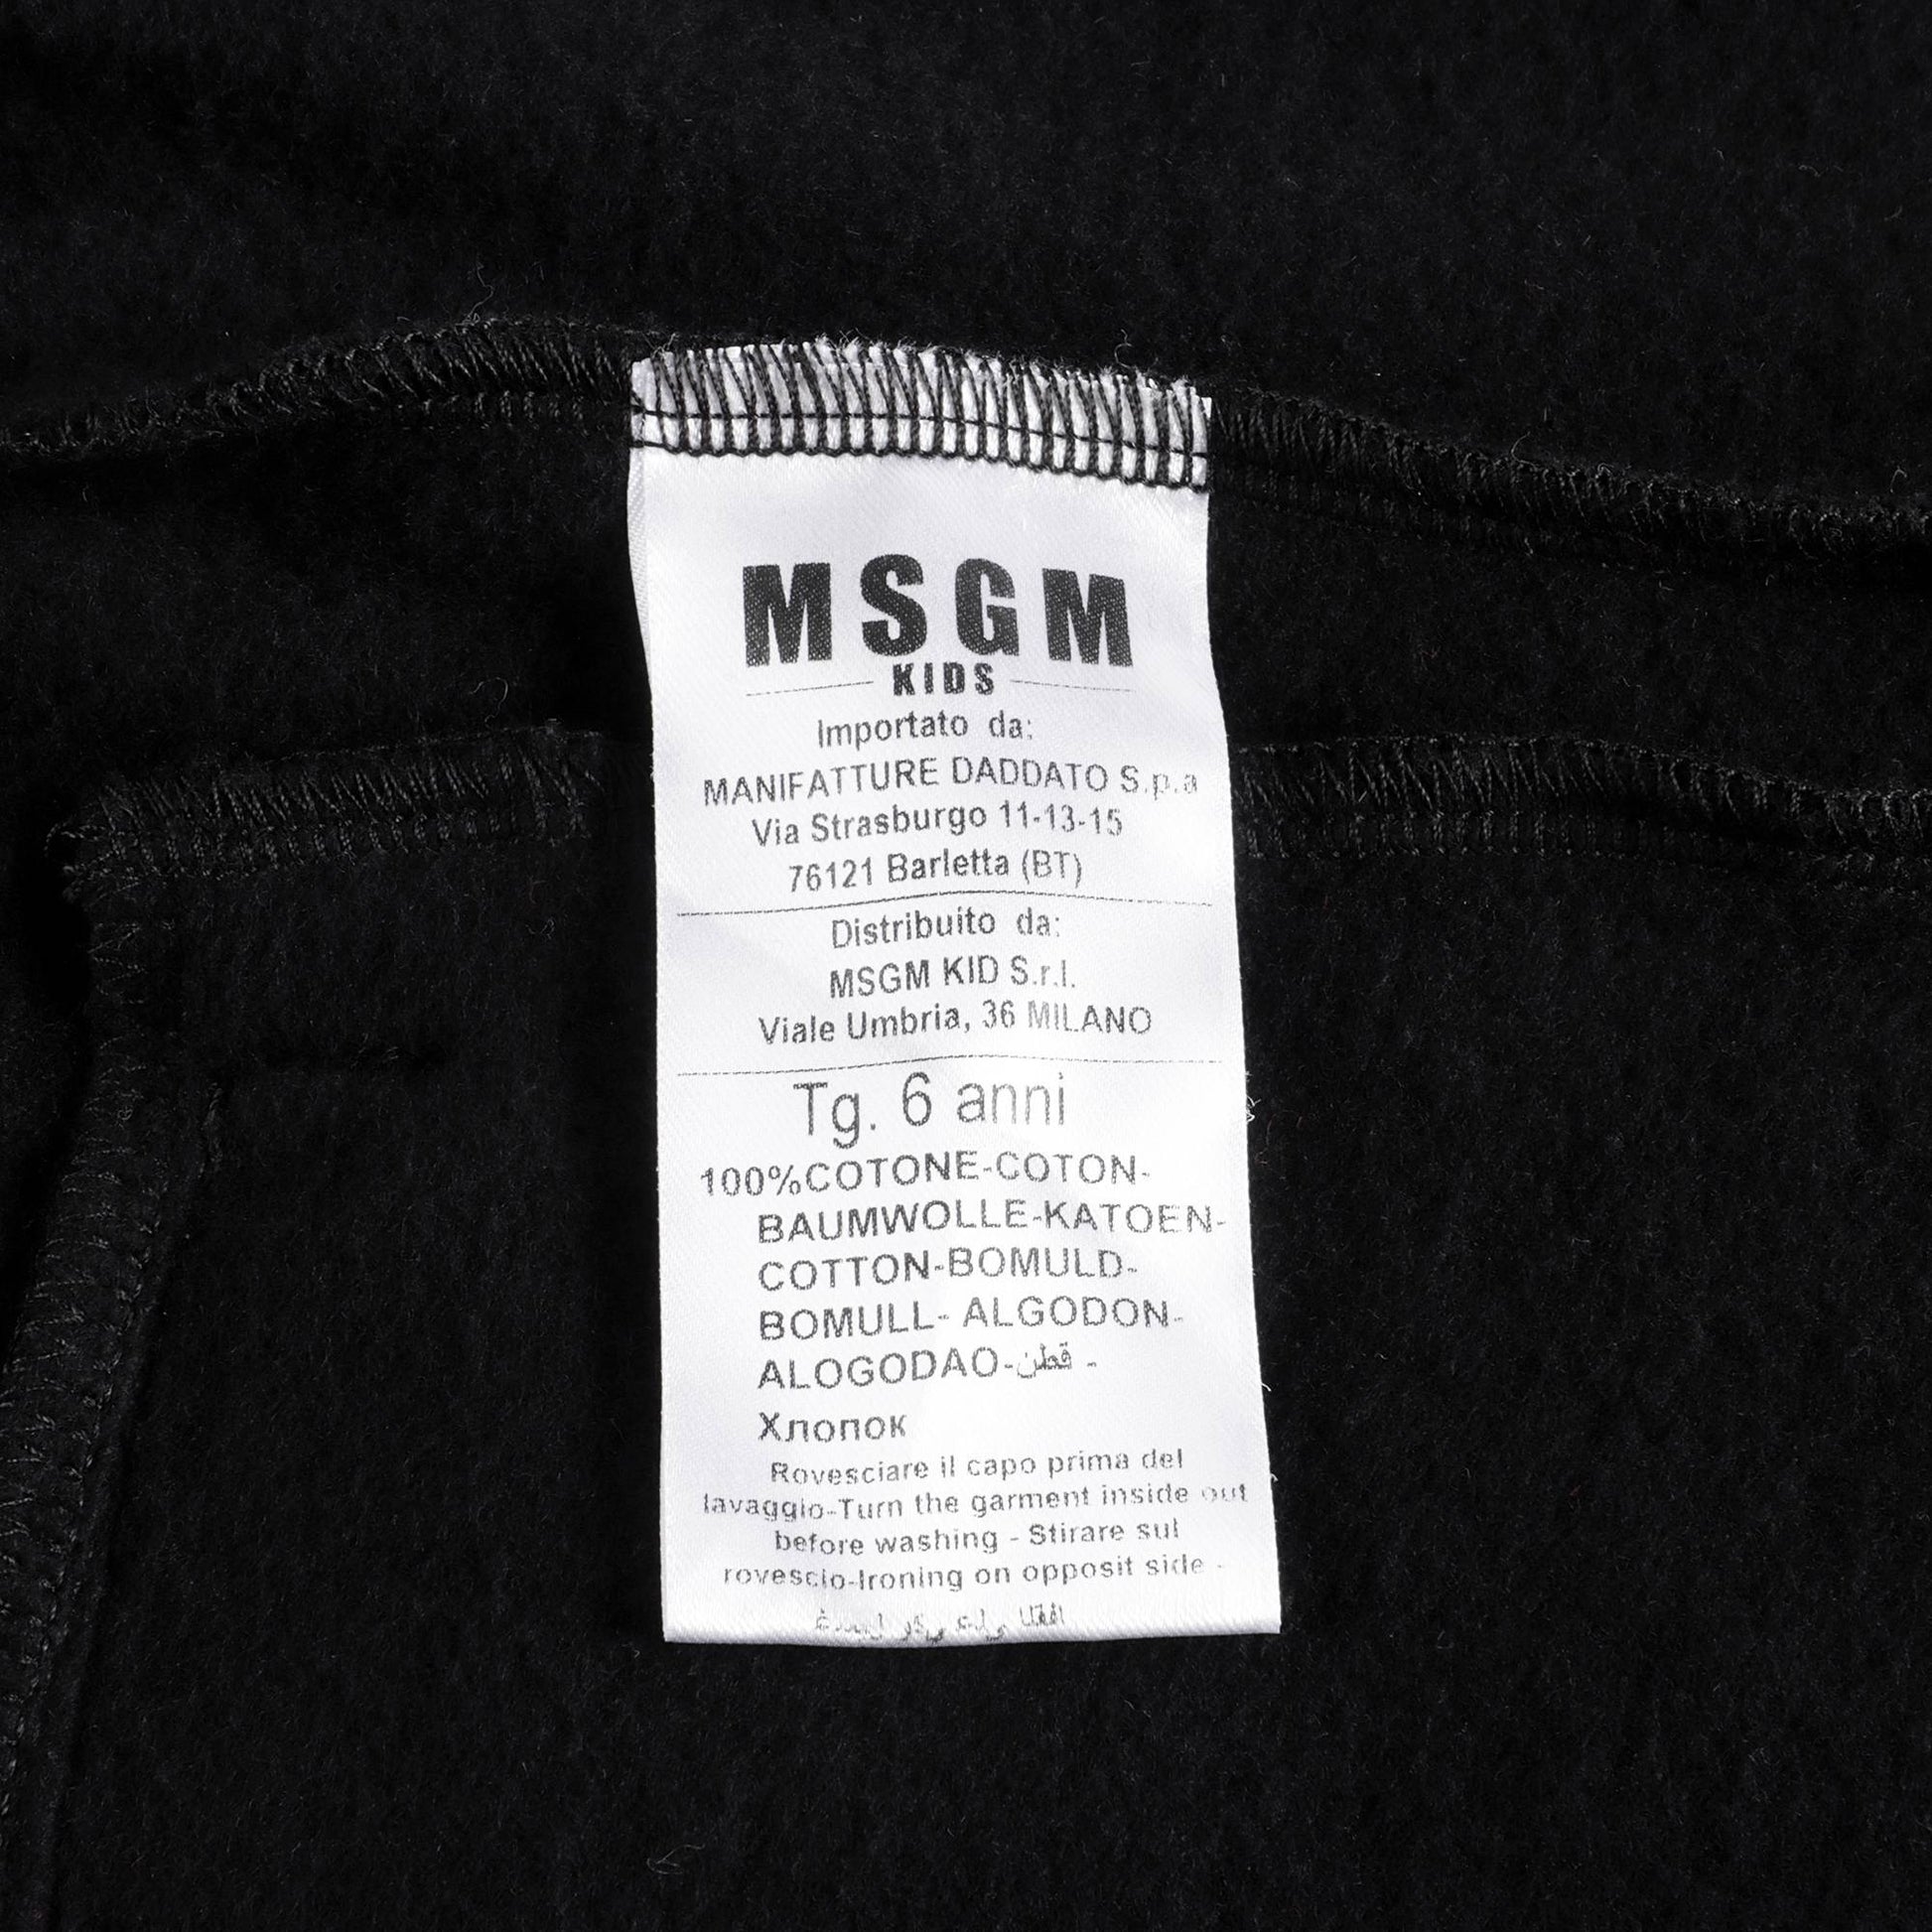 MSGM
KIDS
Importato da:
MANIFATTURE DADDATO S.p.a
Via Strasburgo 11-13-15
76121 Barletta (BT)
Distribuito da:
MSGM KID S.r.l.
Viale Umbria, 36 MILANO
Tg. 6 anni
100%COTONE-COTON-
BAUMWOLLE-KATOEN-
COTTON-BOMULD-
BOMULL- ALGODON-
ALOGODAO-قطن -
Хлопок
Rovesciare il capo prima del
lavaggio-Turn the garment inside out
before washing - Stirare sul
rovescio-Ironing on opposit side -